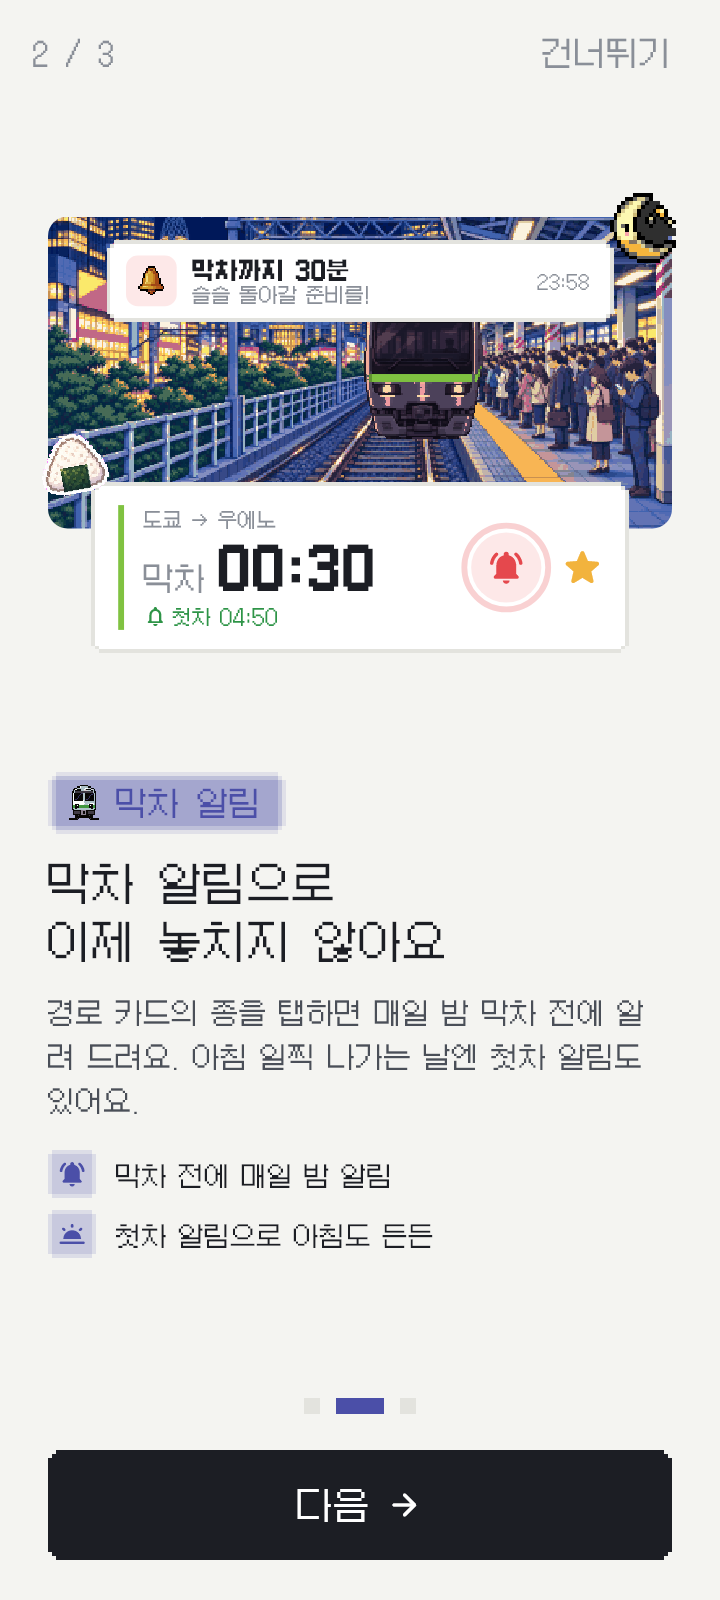 2 / 3
건너뛰기
막차까지 30분
슬슬 돌아갈 준비를!
23:58
도쿄 → 우에노
막차 00:30
첫차 04:50
막차 알림
막차 알림으로
이제 놓치지 않아요
경로 카드의 종을 탭하면 매일 밤 막차 전에 알
려 드려요. 아침 일찍 나가는 날엔 첫차 알림도
있어요.
막차 전에 매일 밤 알림
첫차 알림으로 아침도 든든
다음 →